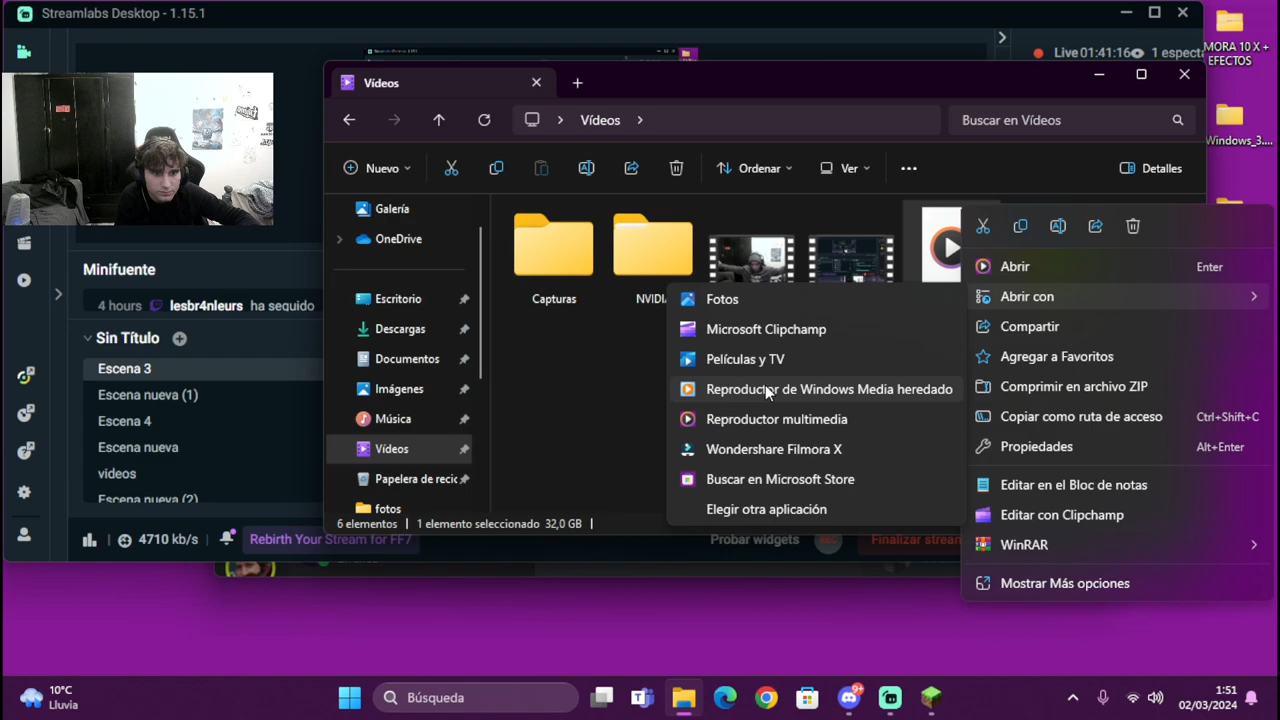 Streamlabs Desktop - 1.15.1
Live 01:41:16 1 especta
MORA 10 X +
EFECTOS
Windows_3....
Vídeos
Vídeos
Buscar en Vídeos
Nuevo
Ordenar
Ver
Detalles
Galería
OneDrive
Escritorio
Descargas
Documentos
Imágenes
Música
Vídeos
Papelera de recic
fotos
Capturas
NVIDIA
6 elementos
1 elemento seleccionado 32,0 GB
Minifuente
4 hours lesbr4nleurs ha seguido
Sin Título
Escena 3
Escena nueva (1)
Escena 4
Escena nueva
videos
Escena nueva (2)
4710 kb/s
Rebirth Your Stream for FF7
Probar widgets
REC
Finalizar stream
Fotos
Microsoft Clipchamp
Películas y TV
Reproductor de Windows Media heredado
Reproductor multimedia
Wondershare Filmora X
Buscar en Microsoft Store
Elegir otra aplicación
Abrir Enter
Abrir con
Compartir
Agregar a Favoritos
Comprimir en archivo ZIP
Copiar como ruta de acceso Ctrl+Shift+C
Propiedades Alt+Enter
Editar en el Bloc de notas
Editar con Clipchamp
WinRAR
Mostrar Más opciones
10°C
Lluvia
Búsqueda
9+
1:51
02/03/2024